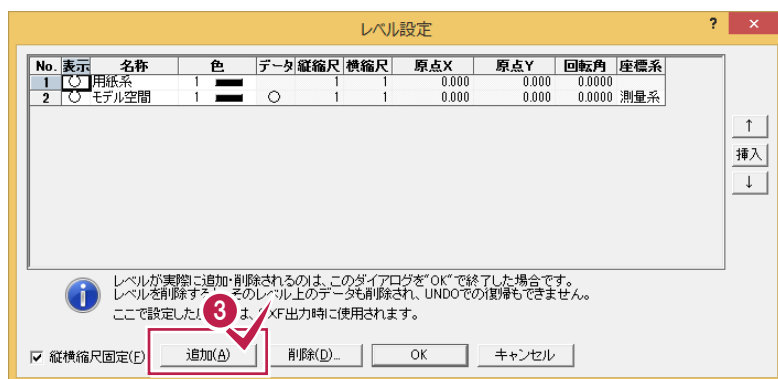 レベル設定
? ×
No. 表示 名称 色 データ 縦縮尺 横縮尺 原点X 原点Y 回転角 座標系
1 用紙系 1 1 1 0.000 0.000 0.0000
2 モデル空間 1 ○ 1 1 0.000 0.000 0.0000 測量系
↑
挿入
↓
レベルが実際に追加・削除されるのは、このダイアログを"OK"で終了した場合です。
レベルを削除する そのレベル上のデータも削除され、UNDOでの復帰もできません。
ここで設定した は、 XF出力時に使用されます。
3
縦横縮尺固定(F) 追加(A) 削除(D)... OK キャンセル